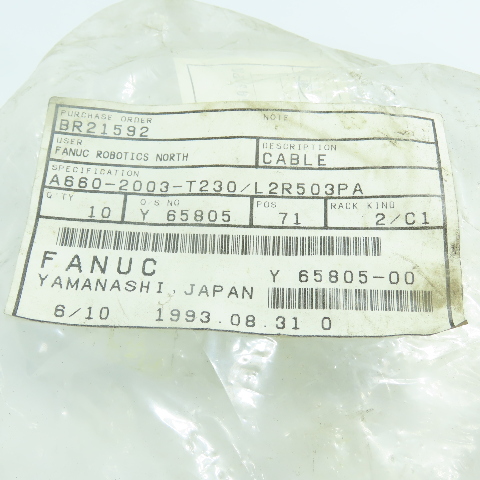 PURCHASE ORDER NOTE
BR21592
USER DESCRIPTION
FANUC ROBOTICS NORTH CABLE
SPECIFICATION
A660-2003-T230/L2R503PA
Q'TY O.S NO POS RACK KIND
10 Y 65805 71 2/C1
FANUC Y 65805-00
YAMANASHI, JAPAN
6/10 1993.08.31 O